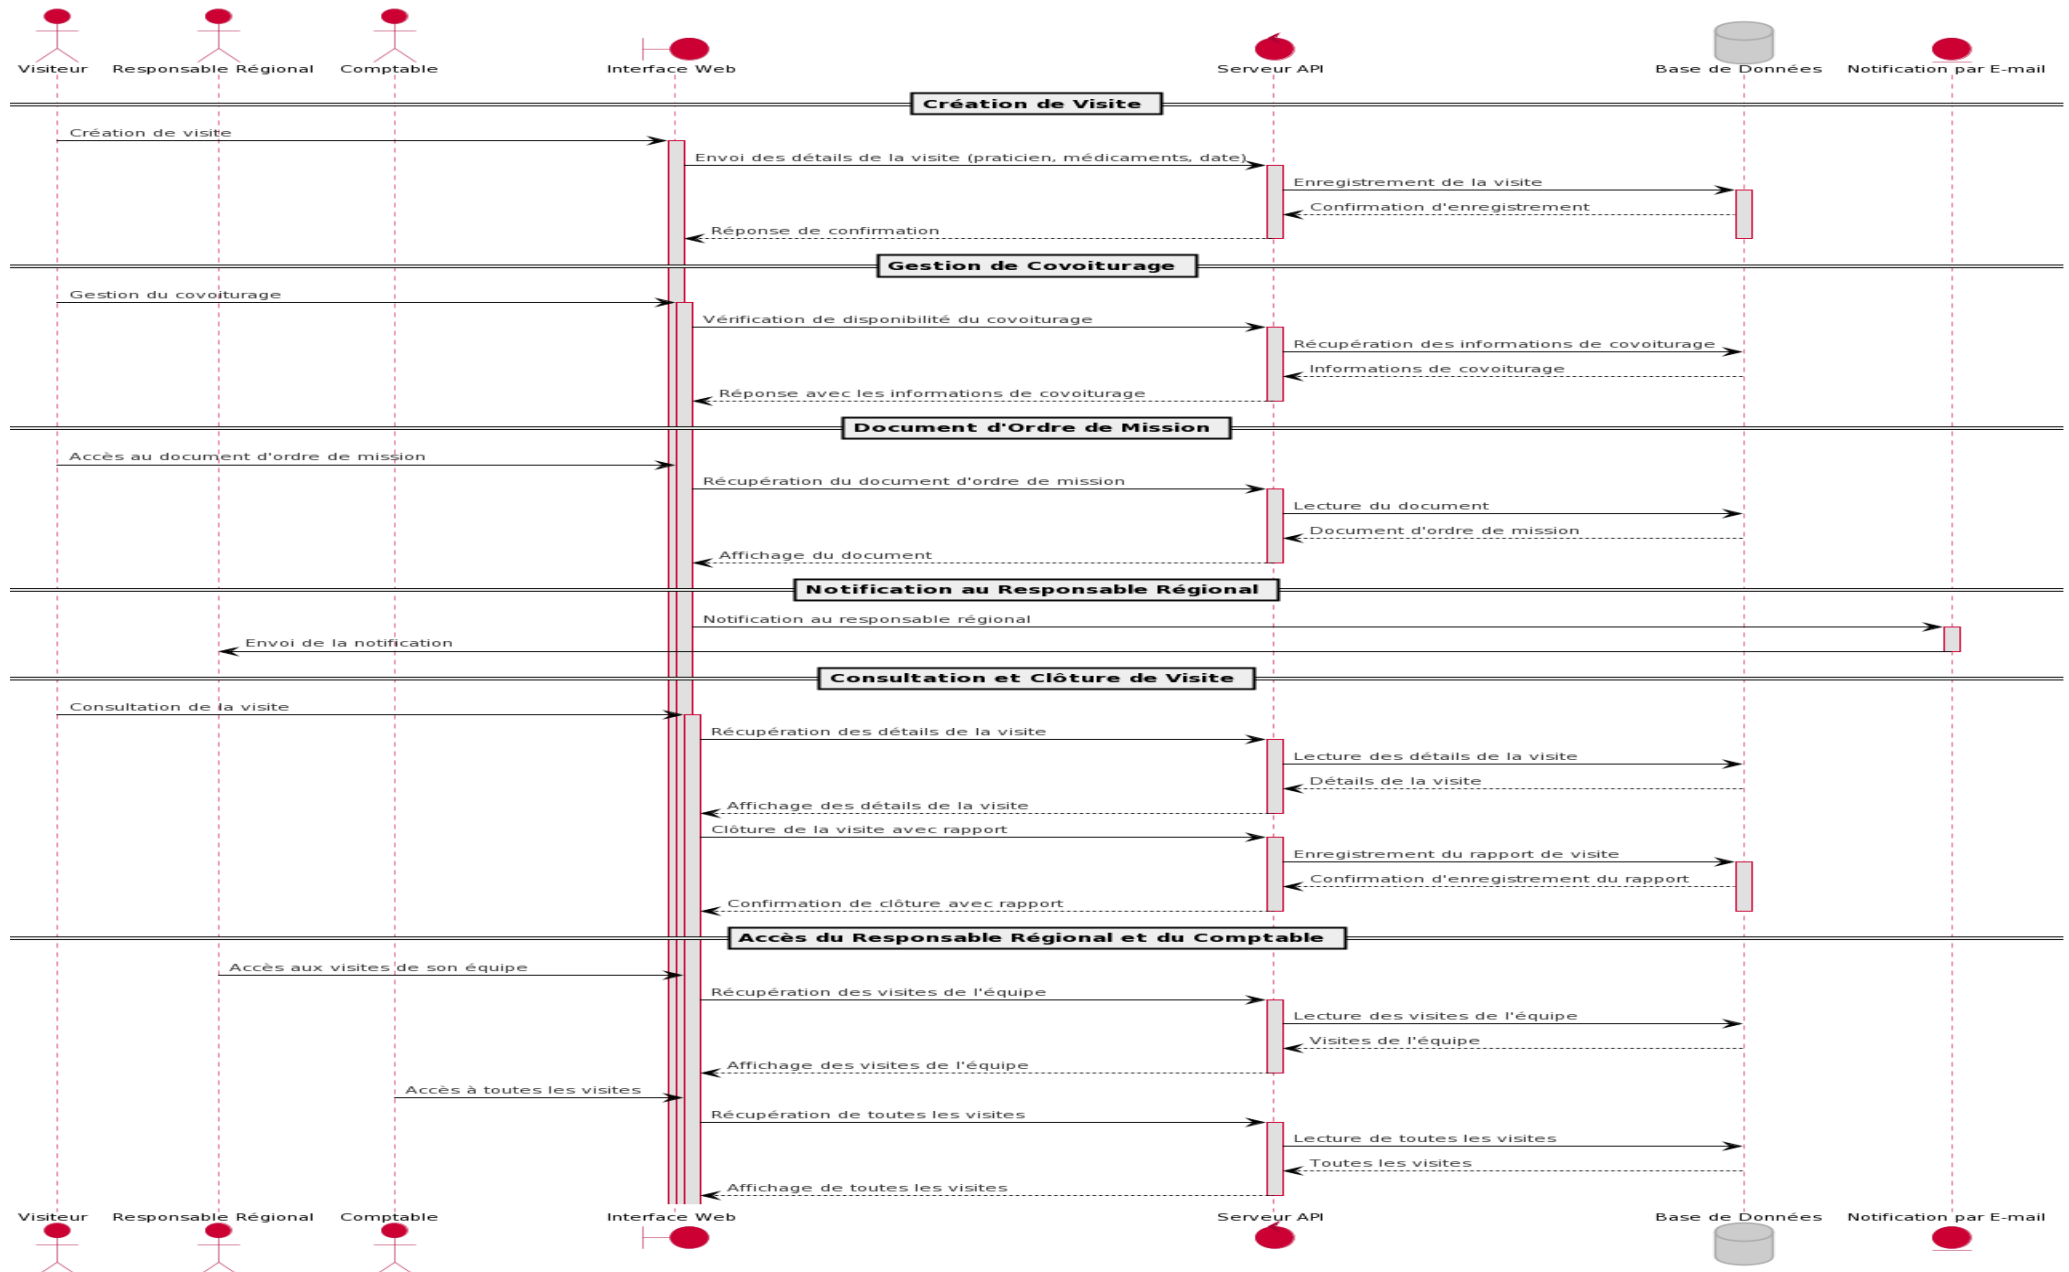 Visiteur
Responsable Régional
Comptable
Interface Web
Serveur API
Base de Données
Notification par E-mail
Création de Visite
Création de visite
Envoi des détails de la visite (praticien, médicaments, date)
Enregistrement de la visite
Confirmation d'enregistrement
Réponse de confirmation
Gestion de Covoiturage
Gestion du covoiturage
Vérification de disponibilité du covoiturage
Récupération des informations de covoiturage
Informations de covoiturage
Réponse avec les informations de covoiturage
Document d'Ordre de Mission
Accès au document d'ordre de mission
Récupération du document d'ordre de mission
Lecture du document
Document d'ordre de mission
Affichage du document
Notification au Responsable Régional
Notification au responsable régional
Envoi de la notification
Consultation et Clôture de Visite
Consultation de la visite
Récupération des détails de la visite
Lecture des détails de la visite
Détails de la visite
Affichage des détails de la visite
Clôture de la visite avec rapport
Enregistrement du rapport de visite
Confirmation d'enregistrement du rapport
Confirmation de clôture avec rapport
Accès du Responsable Régional et du Comptable
Accès aux visites de son équipe
Récupération des visites de l'équipe
Lecture des visites de l'équipe
Visites de l'équipe
Affichage des visites de l'équipe
Accès à toutes les visites
Récupération de toutes les visites
Lecture de toutes les visites
Toutes les visites
Affichage de toutes les visites
Visiteur
Responsable Régional
Comptable
Interface Web
Serveur API
Base de Données
Notification par E-mail